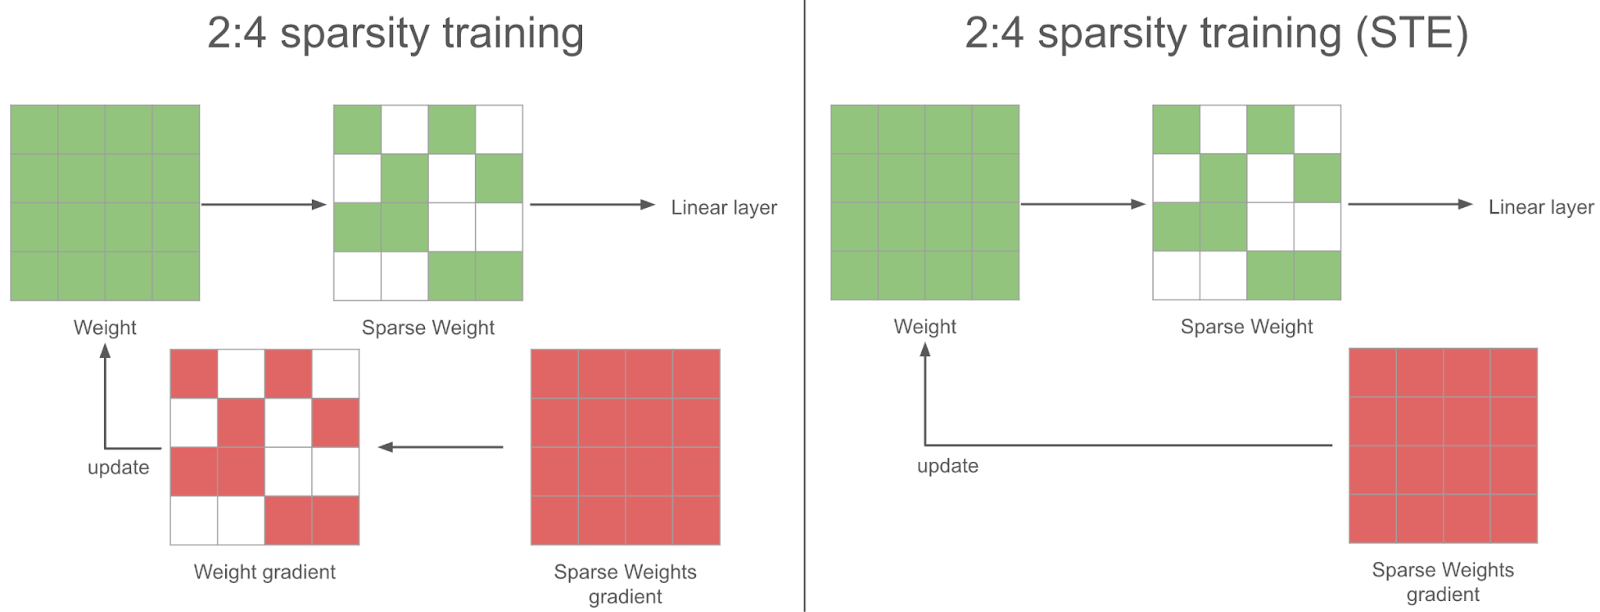 2:4 sparsity training
Linear layer
Weight
Sparse Weight
update
Weight gradient
Sparse Weights
gradient
2:4 sparsity training (STE)
Linear layer
Weight
Sparse Weight
update
Sparse Weights
gradient